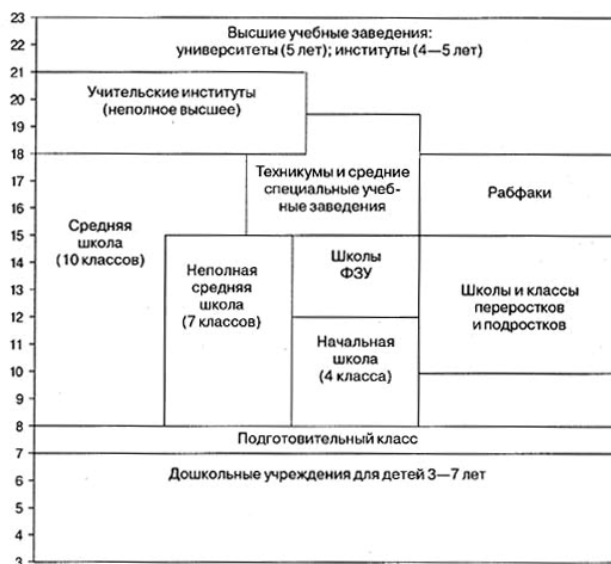 23
22
21
20
19
18
17
16
15
14
13
12
11
10
9
8
7
6
5
4
3
Высшие учебные заведения:
университеты (5 лет); институты (4—5 лет)
Учительские институты
(неполное высшее)
Техникумы и средние
специальные учеб-
ные заведения
Рабфаки
Средняя
школа
(10 классов)
Неполная
средняя
школа
(7 классов)
Школы
ФЗУ
Школы и классы
переростков
и подростков
Начальная
школа
(4 класса)
Подготовительный класс
Дошкольные учреждения для детей 3—7 лет